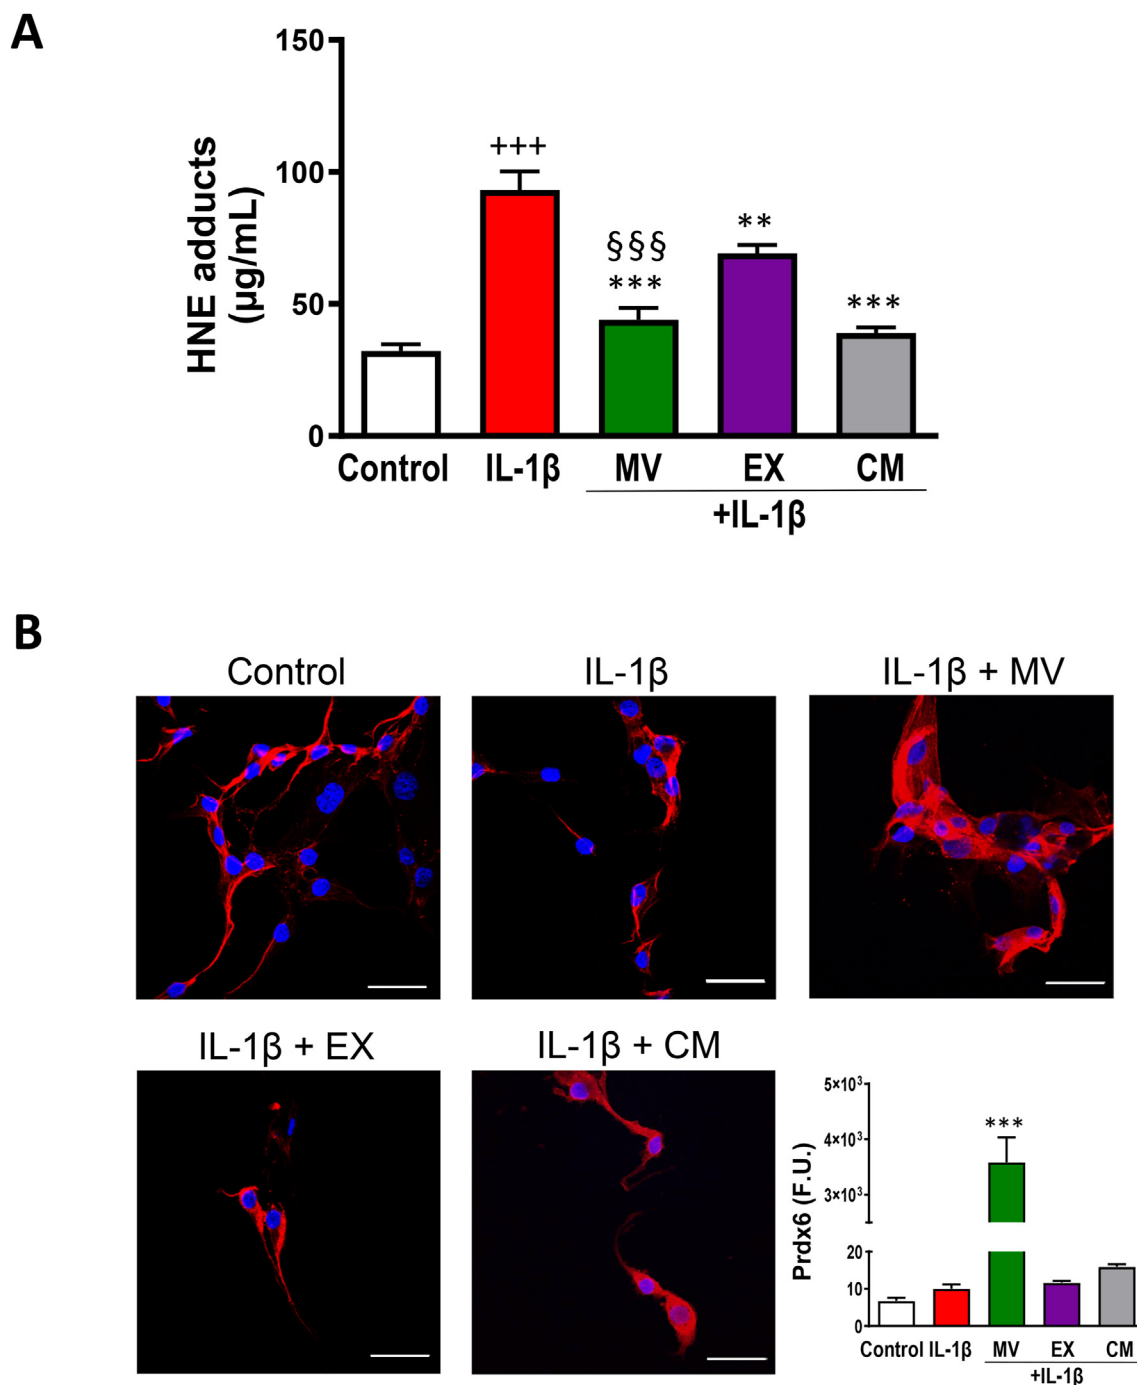 A
150
100
50
0
HNE adducts
(µg/mL)
+++
§§§
***
**
***
Control IL-1β MV EX CM
+IL-1β
B
Control IL-1β IL-1β + MV
IL-1β + EX IL-1β + CM
5×10³
4×10³
3×10³
20
10
0
Prdx6 (F.U.)
***
Control IL-1β MV EX CM
+IL-1β